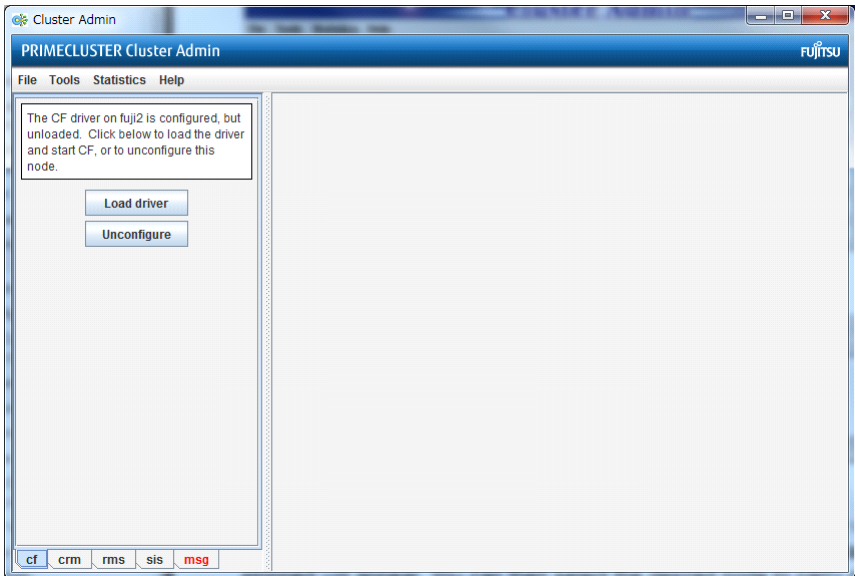 Cluster Admin
PRIMECLUSTER Cluster Admin
FUJITSU
File Tools Statistics Help
The CF driver on fuji2 is configured, but
unloaded. Click below to load the driver
and start CF, or to unconfigure this
node.
Load driver
Unconfigure
cf crm rms sis msg